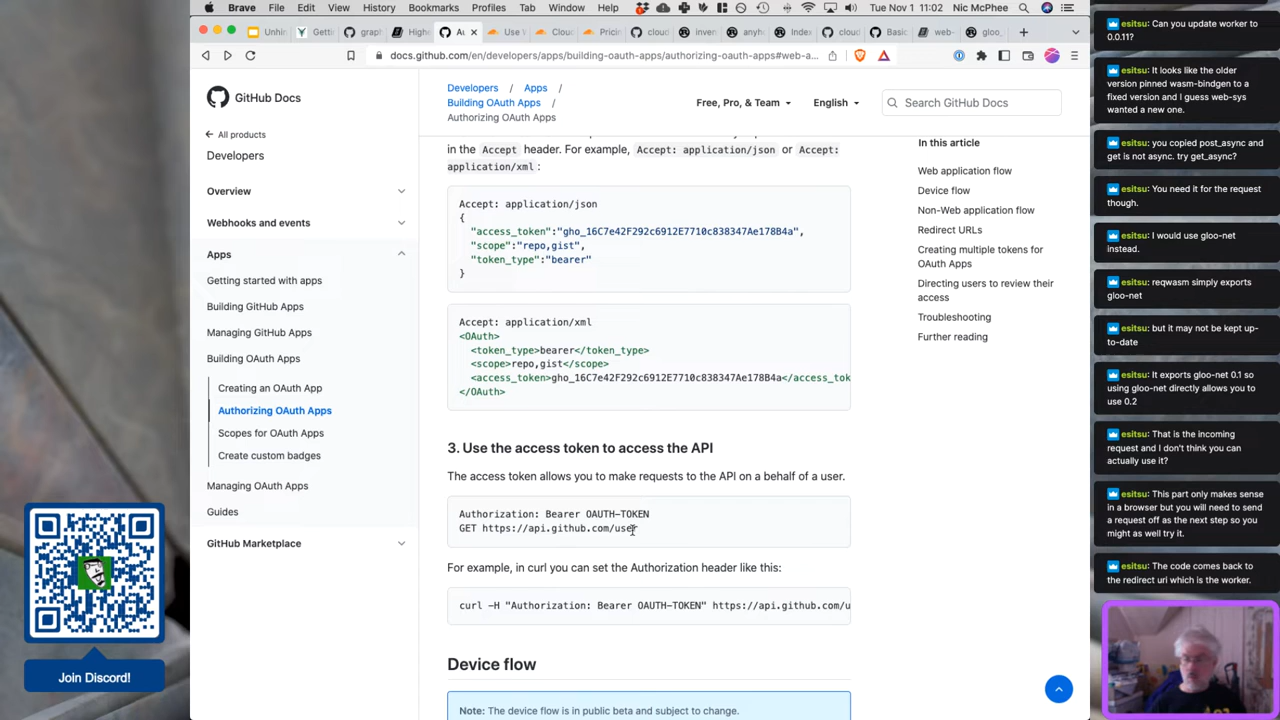 Brave File Edit View History Bookmarks Profiles Tab Window Help
Tue Nov 1 11:02 Nic McPhee
Unhi Getti grap High Au Use V Clou Pricin cloud inver anyh Index cloud Basic web- gloo_
docs.github.com/en/developers/apps/building-oauth-apps/authorizing-oauth-apps#web-a...
GitHub Docs
All products
Developers
Overview
Webhooks and events
Apps
Getting started with apps
Building GitHub Apps
Managing GitHub Apps
Building OAuth Apps
Creating an OAuth App
Authorizing OAuth Apps
Scopes for OAuth Apps
Create custom badges
Managing OAuth Apps
Guides
GitHub Marketplace
Developers / Apps /
Building OAuth Apps /
Authorizing OAuth Apps
Free, Pro, & Team
English
Search GitHub Docs
in the Accept header. For example, Accept: application/json or Accept:
application/xml :
Accept: application/json
{
"access_token":"gho_16C7e42F292c6912E7710c838347Ae178B4a",
"scope":"repo,gist",
"token_type":"bearer"
}
Accept: application/xml
<OAuth>
<token_type>bearer</token_type>
<scope>repo,gist</scope>
<access_token>gho_16C7e42F292c6912E7710c838347Ae178B4a</access_tok
</OAuth>
3. Use the access token to access the API
The access token allows you to make requests to the API on a behalf of a user.
Authorization: Bearer OAUTH-TOKEN
GET https://api.github.com/user
For example, in curl you can set the Authorization header like this:
curl -H "Authorization: Bearer OAUTH-TOKEN" https://api.github.com/u
Device flow
Note: The device flow is in public beta and subject to change.
In this article
Web application flow
Device flow
Non-Web application flow
Redirect URLs
Creating multiple tokens for
OAuth Apps
Directing users to review their
access
Troubleshooting
Further reading
esitsu: Can you update worker to
0.0.11?
esitsu: It looks like the older
version pinned wasm-bindgen to a
fixed version and I guess web-sys
wanted a new one.
esitsu: you copied post_async and
get is not async. try get_async?
esitsu: You need it for the request
though.
esitsu: I would use gloo-net
instead.
esitsu: reqwasm simply exports
gloo-net
esitsu: but it may not be kept up-
to-date
esitsu: It exports gloo-net 0.1 so
using gloo-net directly allows you to
use 0.2
esitsu: That is the incoming
request and I don't think you can
actually use it?
esitsu: This part only makes sense
in a browser but you will need to
send a request off as the next step so you
might as well try it.
esitsu: The code comes back to
the redirect uri which is the worker.
Join Discord!